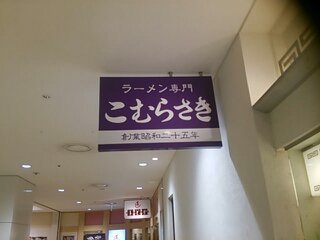 ラーメン専門
こむらさき
創業昭和二十五年